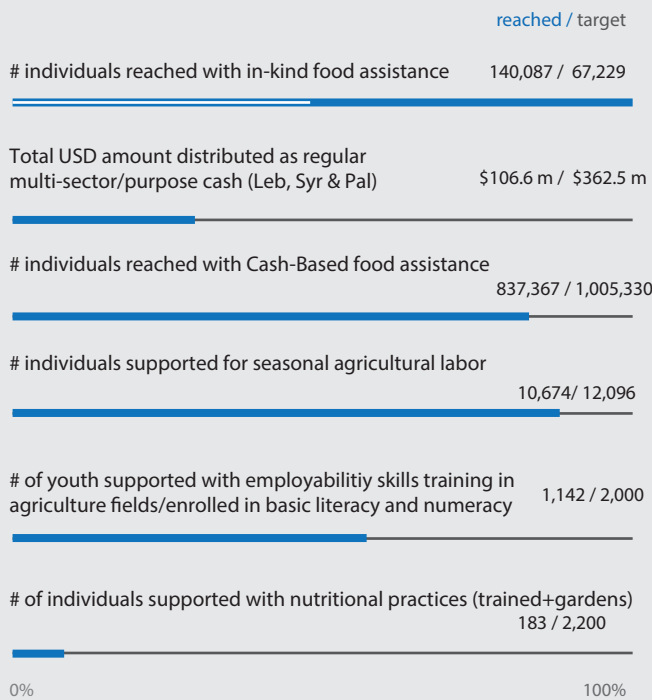 reached / target
# individuals reached with in-kind food assistance 140,087 / 67,229
Total USD amount distributed as regular
multi-sector/purpose cash (Leb, Syr & Pal) $106.6 m / $362.5 m
# individuals reached with Cash-Based food assistance
837,367 / 1,005,330
# individuals supported for seasonal agricultural labor
10,674/ 12,096
# of youth supported with employabilitiy skills training in
agriculture fields/enrolled in basic literacy and numeracy 1,142 / 2,000
# of individuals supported with nutritional practices (trained+gardens)
183 / 2,200
0% 100%